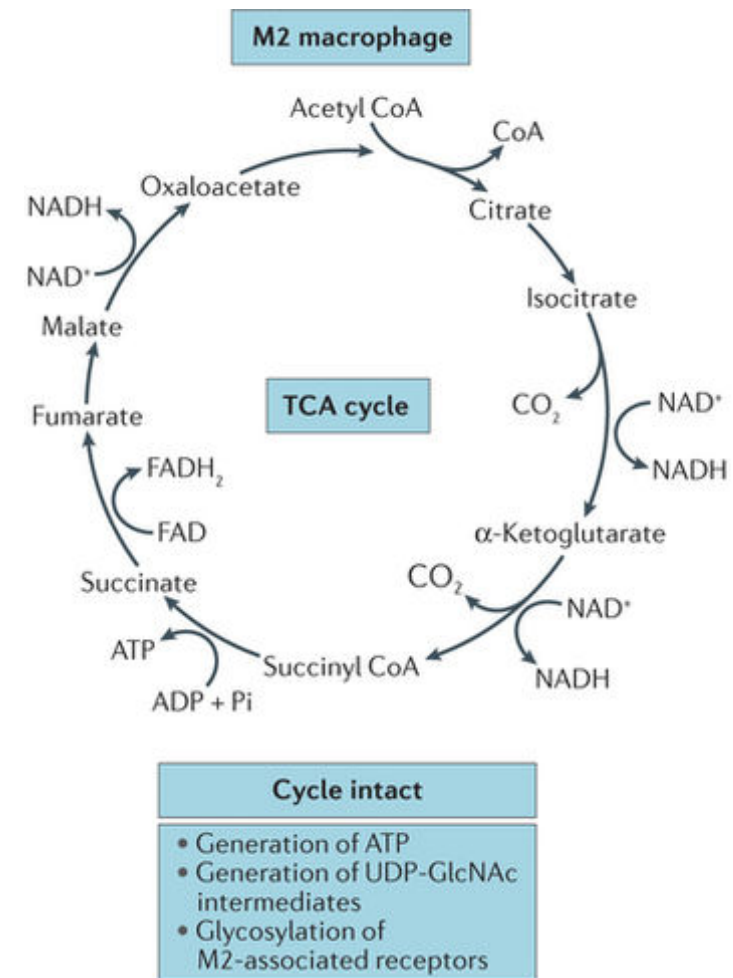 M2 macrophage
Acetyl CoA
CoA
Oxaloacetate
Citrate
NADH
NAD⁺
Isocitrate
Malate
TCA cycle
CO₂
NAD⁺
Fumarate
NADH
FADH₂
FAD
α-Ketoglutarate
Succinate
CO₂
NAD⁺
ATP
Succinyl CoA
NADH
ADP + Pi
Cycle intact
• Generation of ATP
• Generation of UDP-GlcNAc
intermediates
• Glycosylation of
M2-associated receptors